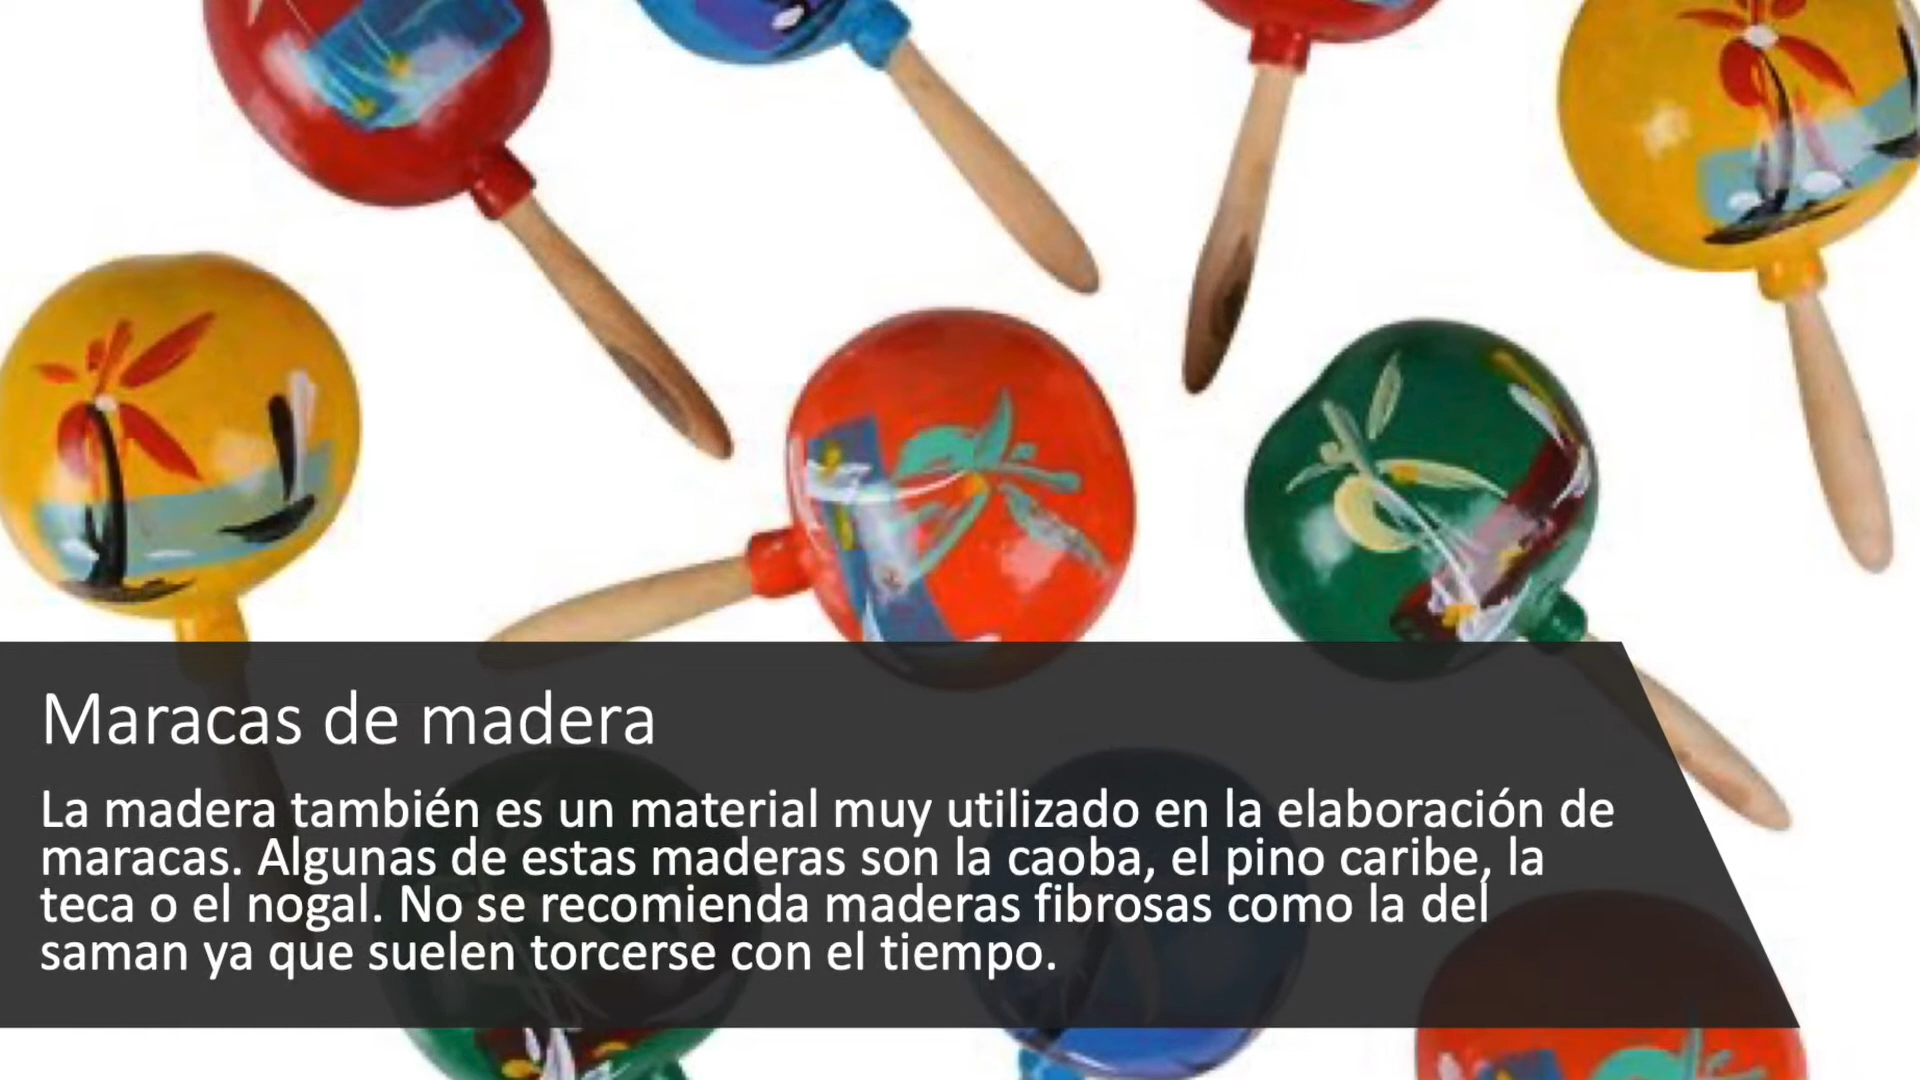 Maracas de madera
La madera también es un material muy utilizado en la elaboración de
maracas. Algunas de estas maderas son la caoba, el pino caribe, la
teca o el nogal. No se recomienda maderas fibrosas como la del
saman ya que suelen torcerse con el tiempo.